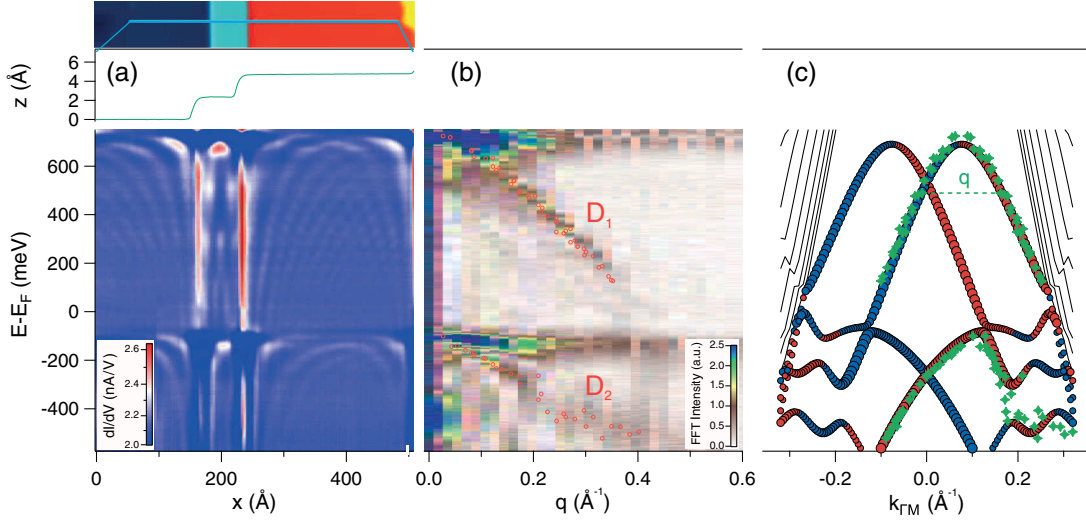 (a)
z (Å)
6
4
2
0
E-E_F (meV)
600
400
200
0
-200
-400
dI/dV (nA/V)
2.6
2.4
2.2
2.0
0
200
400
x (Å)
(b)
D₁
D₂
FFT Intensity (a.u.)
2.5
2.0
1.5
1.0
0.5
0.0
0.0
0.2
0.4
0.6
q (Å⁻¹)
(c)
q
-0.2
0.0
0.2
k_ΓM (Å⁻¹)